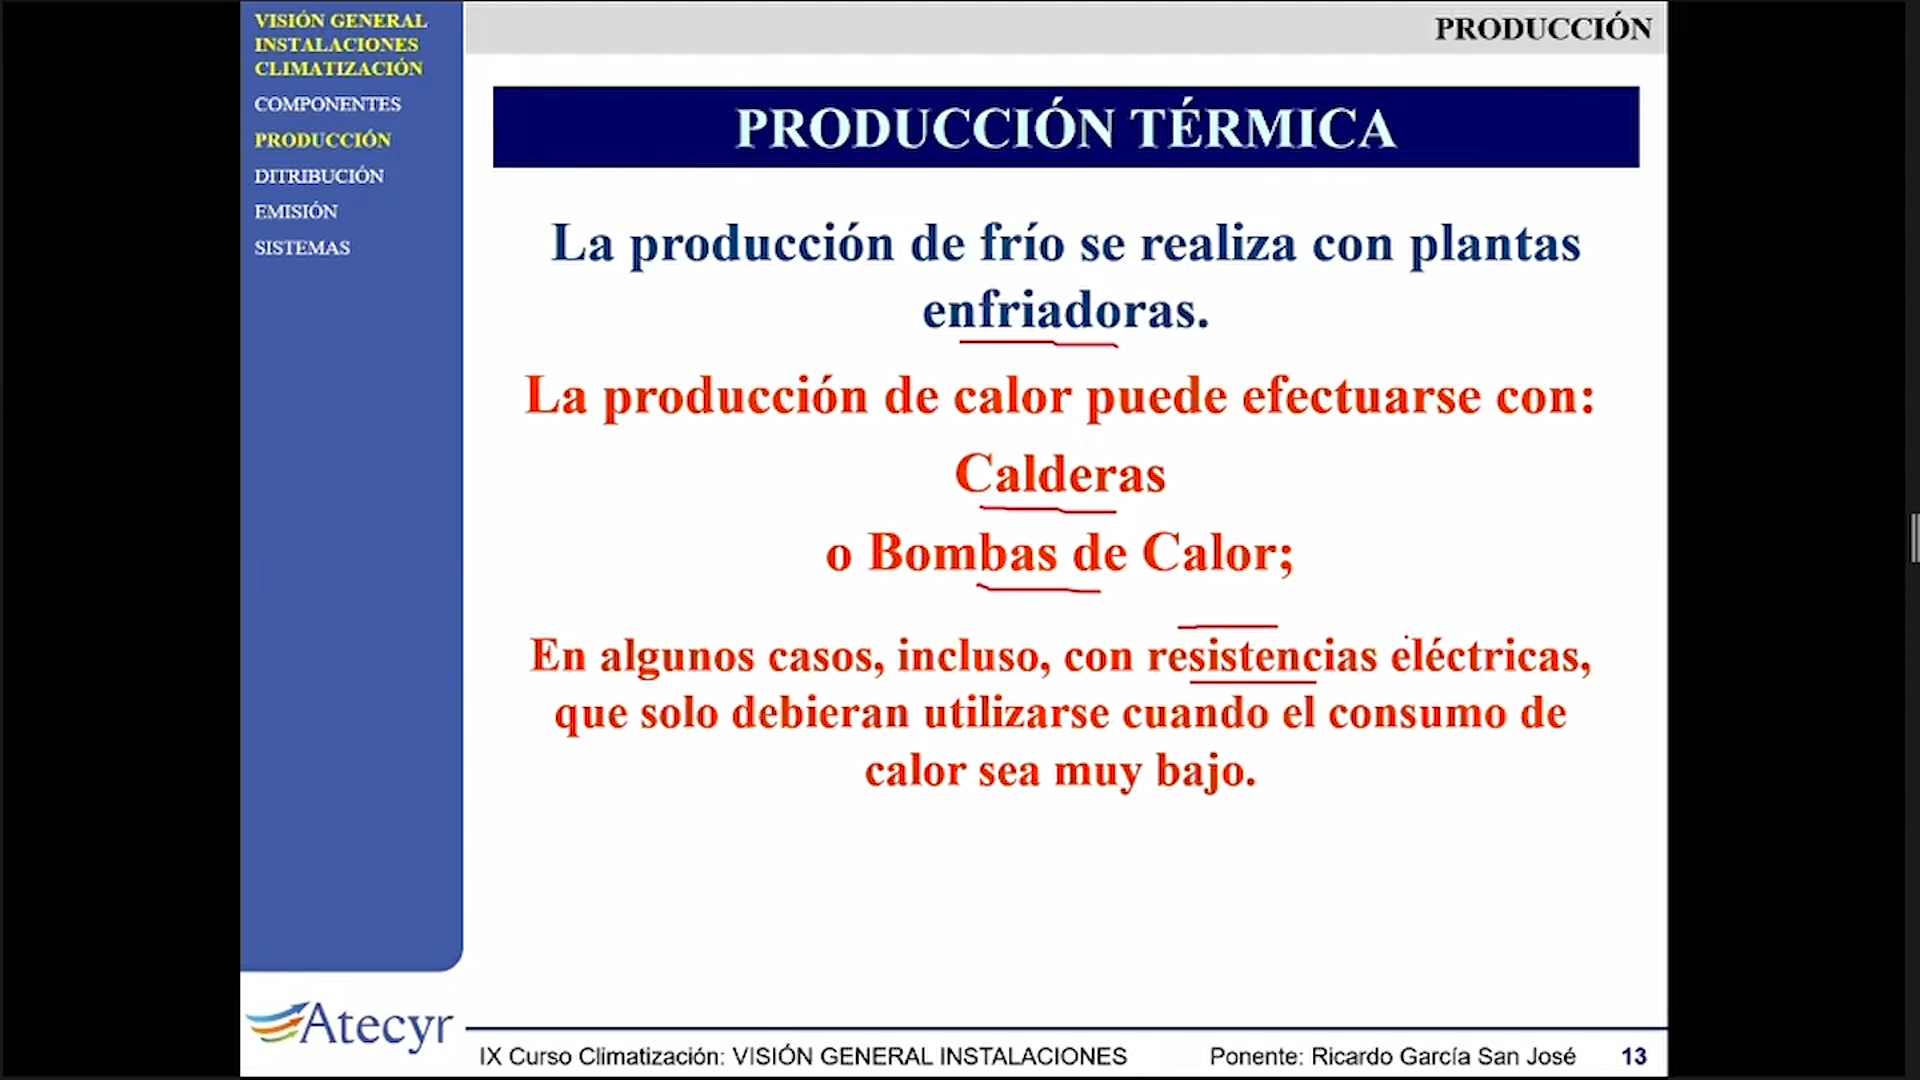 VISIÓN GENERAL
INSTALACIONES
CLIMATIZACIÓN
COMPONENTES
PRODUCCIÓN
DITRIBUCIÓN
EMISIÓN
SISTEMAS
PRODUCCIÓN
PRODUCCIÓN TÉRMICA
La producción de frío se realiza con plantas
enfriadoras.
La producción de calor puede efectuarse con:
Calderas
o Bombas de Calor;
En algunos casos, incluso, con resistencias eléctricas,
que solo debieran utilizarse cuando el consumo de
calor sea muy bajo.
Atecyr
IX Curso Climatización: VISIÓN GENERAL INSTALACIONES
Ponente: Ricardo García San José
13